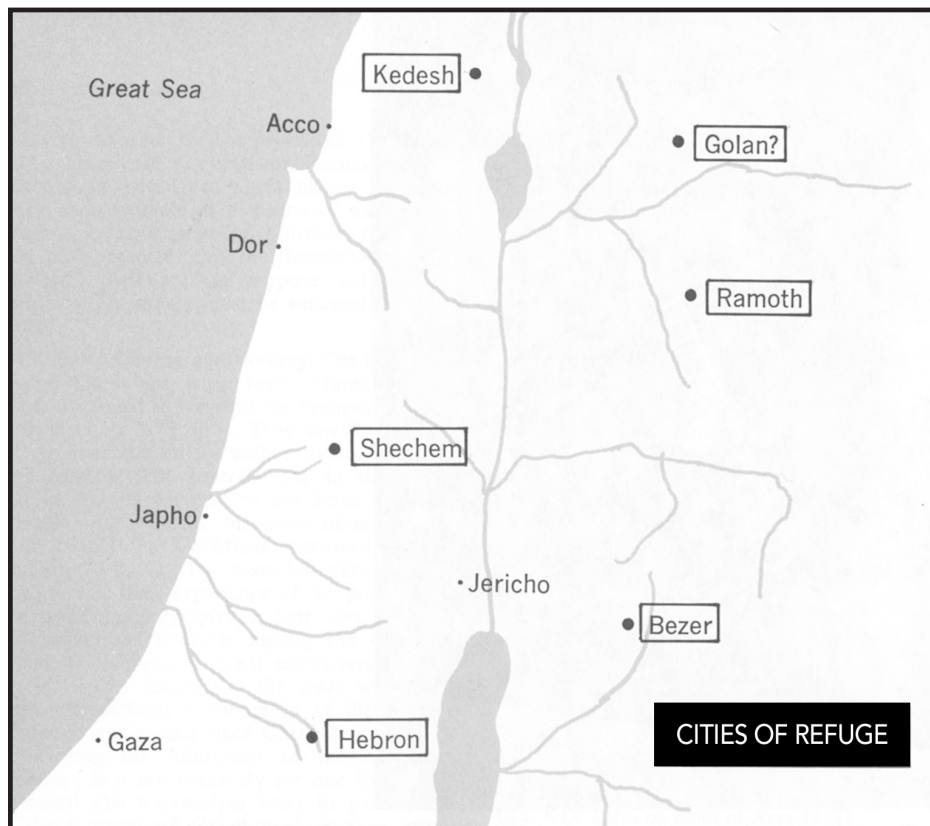 Great Sea
Kedesh
Acco
Golan?
Dor
Ramoth
Shechem
Japho
Jericho
Bezer
Hebron
Gaza
CITIES OF REFUGE